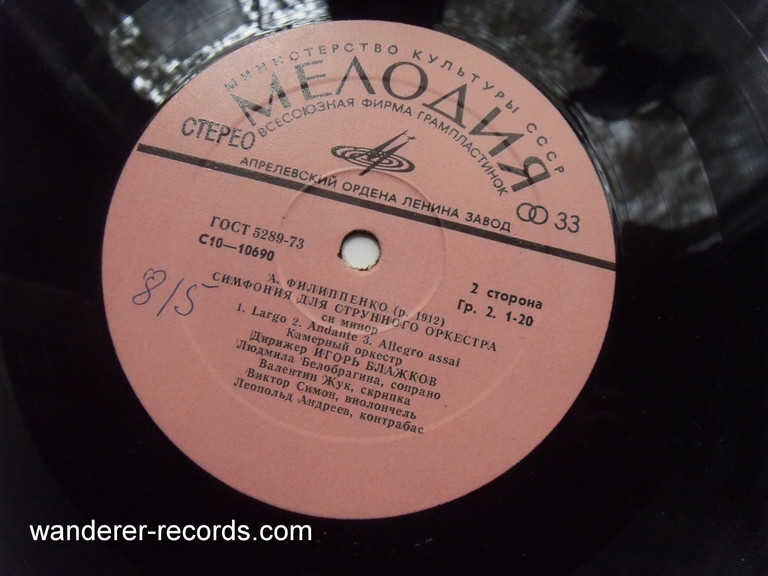 МИНИСТЕРСТВО КУЛЬТУРЫ СССР
МЕЛОДИЯ
ВСЕСОЮЗНАЯ ФИРМА ГРАМПЛАСТИНОК
СТЕРЕО
АПРЕЛЕВСКИЙ ОРДЕНА ЛЕНИНА ЗАВОД
33
ГОСТ 5289-73
С10—10690
2 сторона
Гр. 2. 1-20
8/5
А. ФИЛИППЕНКО (р. 1912)
СИМФОНИЯ ДЛЯ СТРУННОГО ОРКЕСТРА
си минор
1. Largo 2. Andante 3. Allegro assai
Камерный оркестр
Дирижер ИГОРЬ БЛАЖКОВ
Людмила Белобрагина, сопрано
Валентин Жук, скрипка
Виктор Симон, виолончель
Леопольд Андреев, контрабас
wanderer-records.com